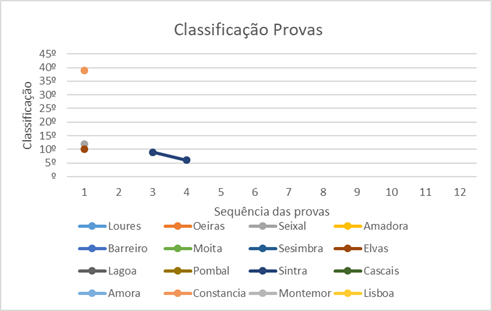 Classificação Provas
Classificação
45º
40º
35º
30º
25º
20º
15º
10º
5º
º
1 2 3 4 5 6 7 8 9 10 11 12
Sequência das provas
Loures Oeiras Seixal Amadora
Barreiro Moita Sesimbra Elvas
Lagoa Pombal Sintra Cascais
Amora Constancia Montemor Lisboa